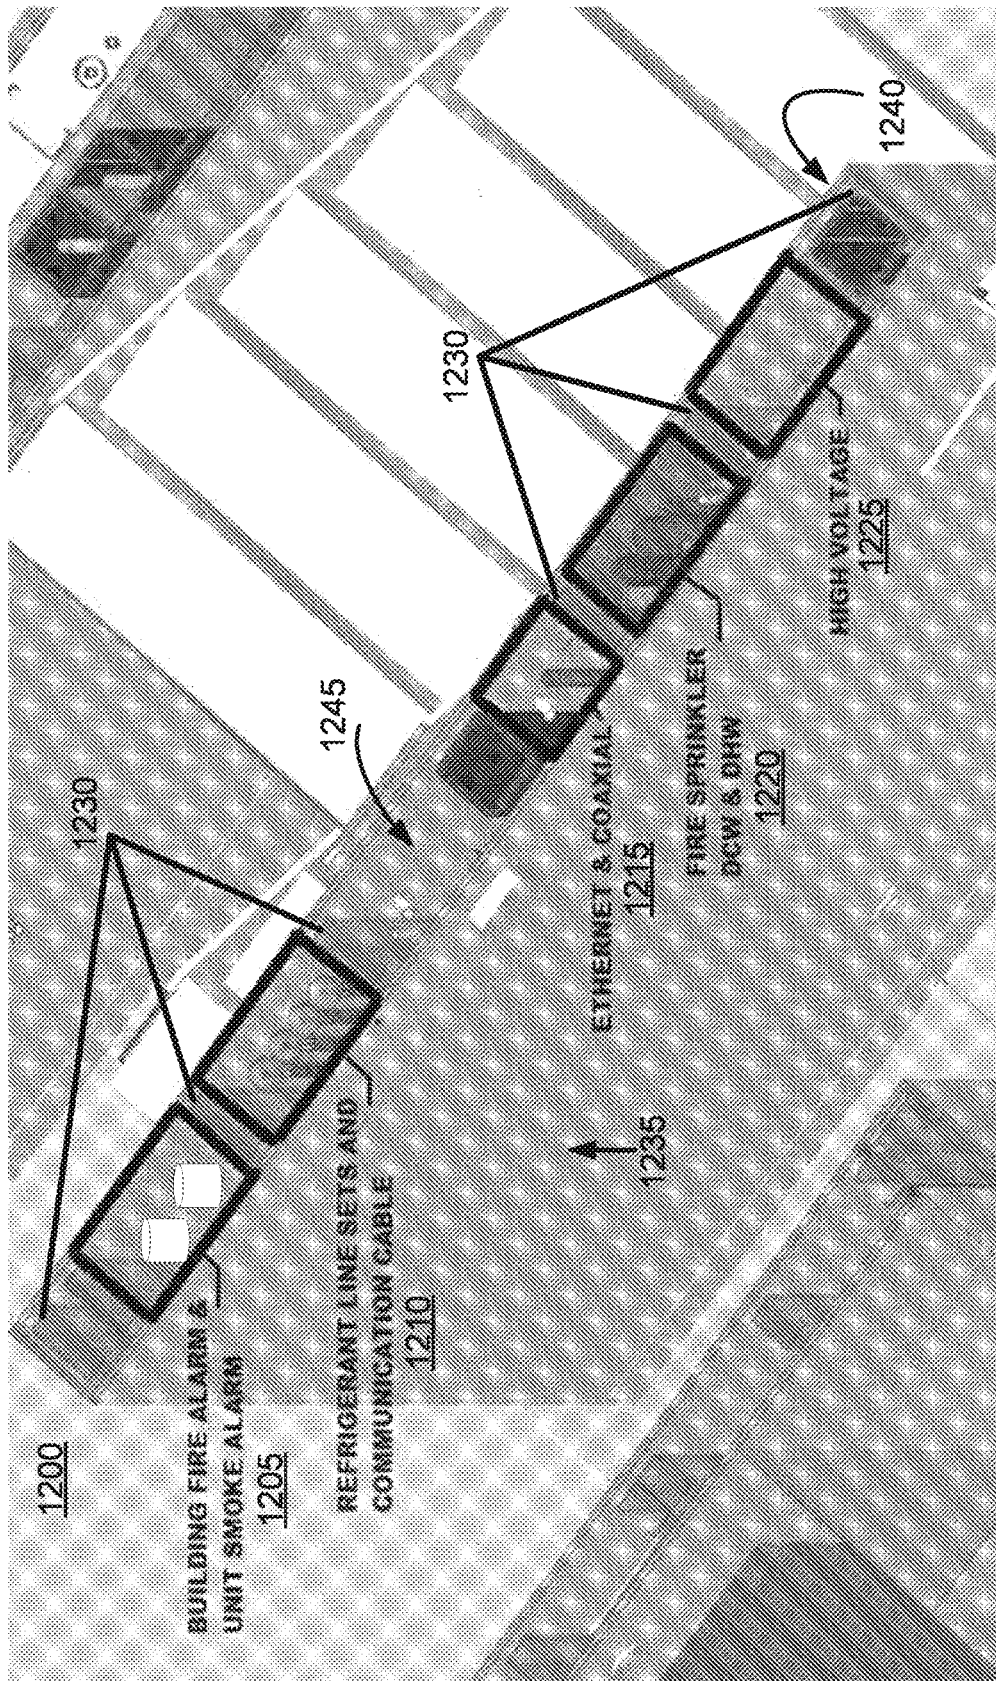 1200
BUILDING FIRE ALARM &
UNIT SMOKE ALARM
1205
REFRIGERANT LINE SETS AND
COMMUNICATION CABLE
1210
1230
1245
1235
ETHERNET & COAXIAL
1215
FIRE SPRINKLER
DCW & DHW
1220
1230
HIGH VOLTAGE
1225
1240